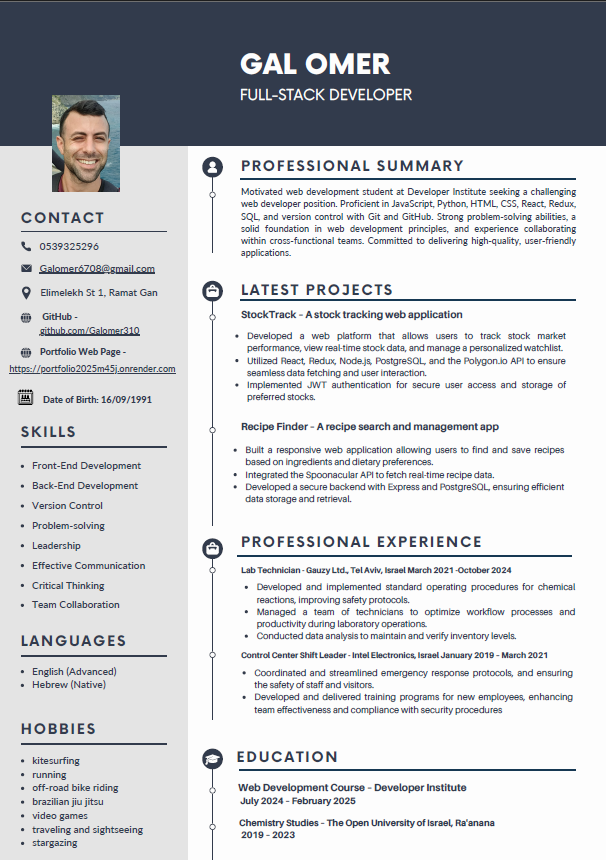 GAL OMER
FULL-STACK DEVELOPER
CONTACT
0539325296
Galomer6708@gmail.com
Elimelekh St 1, Ramat Gan
GitHub -
github.com/Galomer310
Portfolio Web Page -
https://portfolio2025m45j.onrender.com
Date of Birth: 16/09/1991
SKILLS
• Front-End Development
• Back-End Development
• Version Control
• Problem-solving
• Leadership
• Effective Communication
• Critical Thinking
• Team Collaboration
LANGUAGES
• English (Advanced)
• Hebrew (Native)
HOBBIES
• kitesurfing
• running
• off-road bike riding
• brazilian jiu jitsu
• video games
• traveling and sightseeing
• stargazing
PROFESSIONAL SUMMARY
Motivated web development student at Developer Institute seeking a challenging
web developer position. Proficient in JavaScript, Python, HTML, CSS, React, Redux,
SQL, and version control with Git and GitHub. Strong problem-solving abilities, a
solid foundation in web development principles, and experience collaborating
within cross-functional teams. Committed to delivering high-quality, user-friendly
applications.
LATEST PROJECTS
StockTrack – A stock tracking web application
• Developed a web platform that allows users to track stock market
performance, view real-time stock data, and manage a personalized watchlist.
• Utilized React, Redux, Node.js, PostgreSQL, and the Polygon.io API to ensure
seamless data fetching and user interaction.
• Implemented JWT authentication for secure user access and storage of
preferred stocks.
Recipe Finder – A recipe search and management app
• Built a responsive web application allowing users to find and save recipes
based on ingredients and dietary preferences.
• Integrated the Spoonacular API to fetch real-time recipe data.
• Developed a secure backend with Express and PostgreSQL, ensuring efficient
data storage and retrieval.
PROFESSIONAL EXPERIENCE
Lab Technician - Gauzy Ltd., Tel Aviv, Israel March 2021 -October 2024
• Developed and implemented standard operating procedures for chemical
reactions, improving safety protocols.
• Managed a team of technicians to optimize workflow processes and
productivity during laboratory operations.
• Conducted data analysis to maintain and verify inventory levels.
Control Center Shift Leader - Intel Electronics, Israel January 2019 – March 2021
• Coordinated and streamlined emergency response protocols, and ensuring
the safety of staff and visitors.
• Developed and delivered training programs for new employees, enhancing
team effectiveness and compliance with security procedures
EDUCATION
Web Development Course – Developer Institute
July 2024 – February 2025
Chemistry Studies – The Open University of Israel, Ra'anana
2019 – 2023